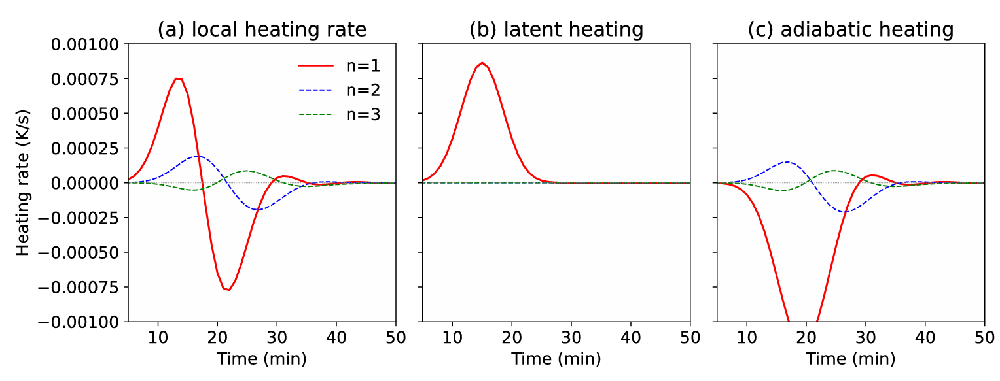 (a) local heating rate
(b) latent heating
(c) adiabatic heating
Heating rate (K/s)
0.00100
0.00075
0.00050
0.00025
0.00000
−0.00025
−0.00050
−0.00075
−0.00100
n=1
n=2
n=3
10 20 30 40 50
10 20 30 40 50
10 20 30 40 50
Time (min)
Time (min)
Time (min)